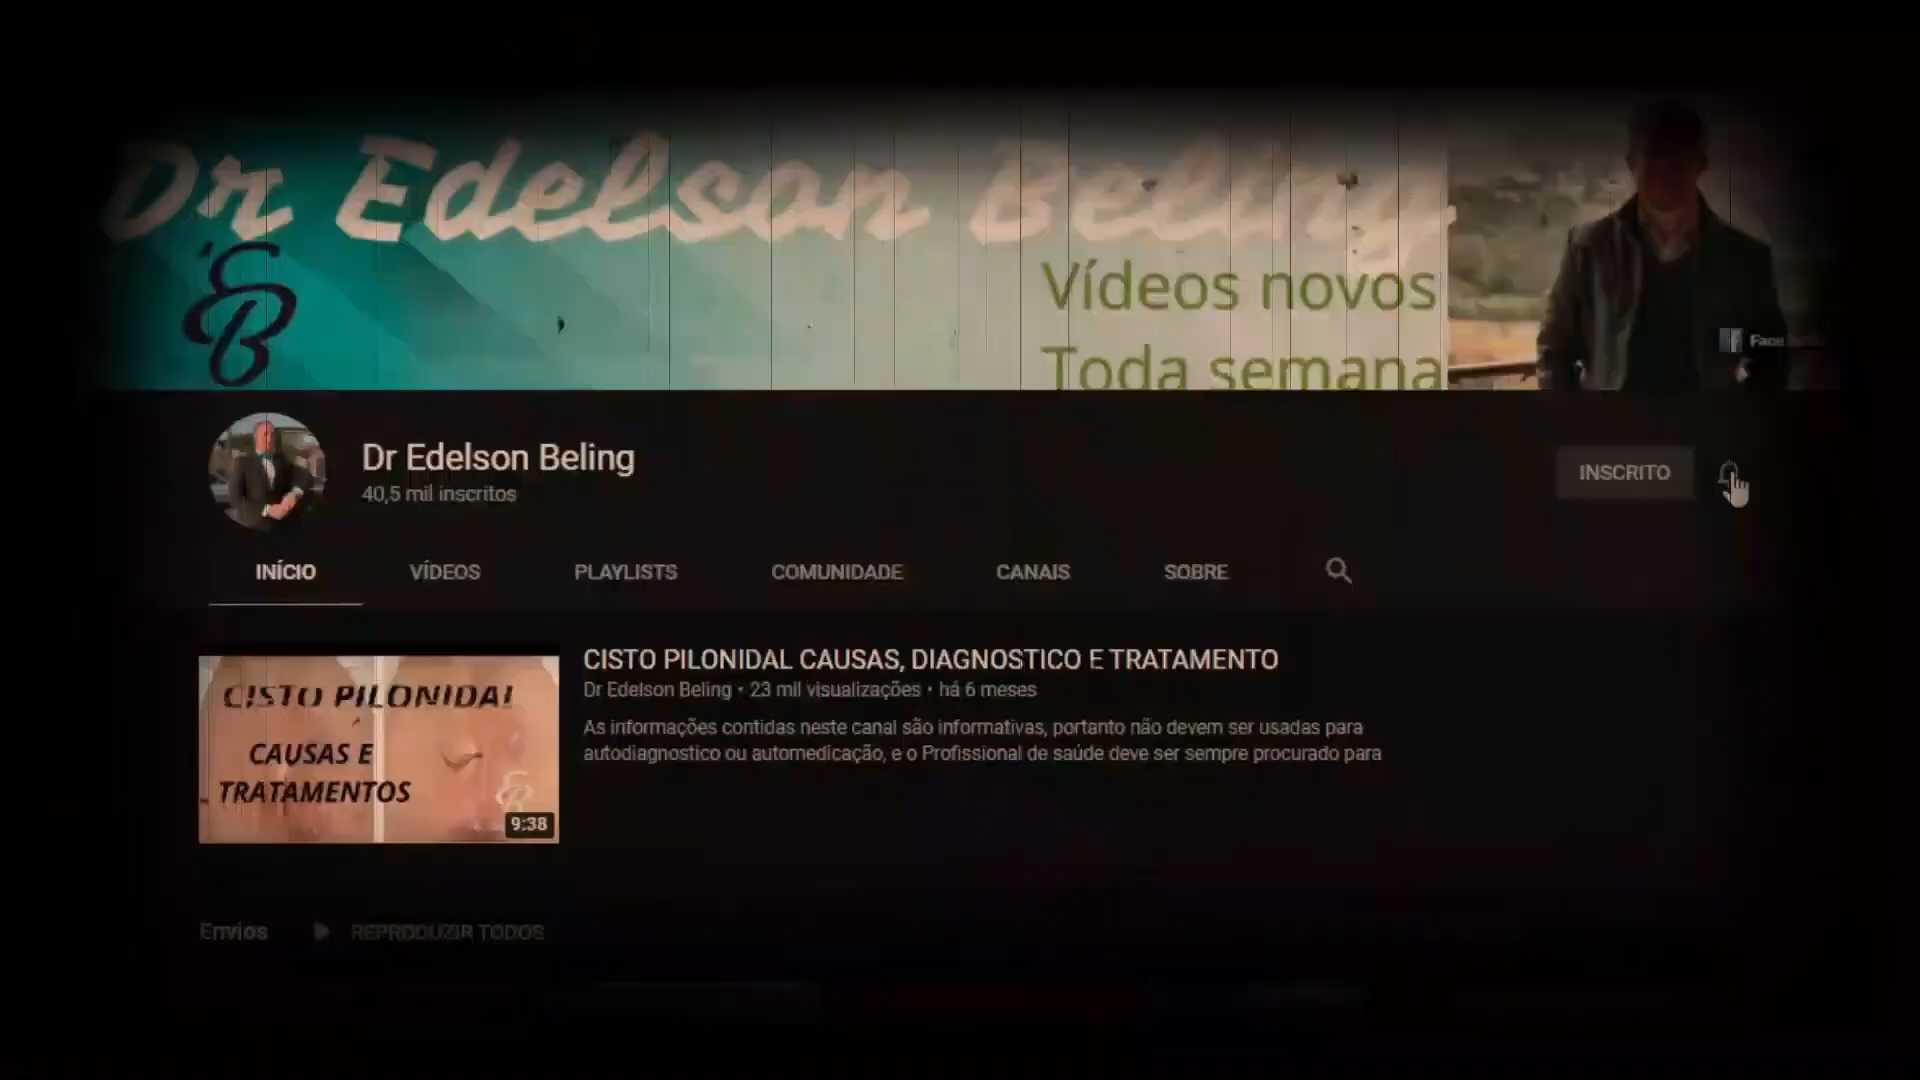 Dr Edelson Beling
EB
Vídeos novos
Toda semana
Face
Dr Edelson Beling
40,5 mil inscritos
INSCRITO
INÍCIO VÍDEOS PLAYLISTS COMUNIDADE CANAIS SOBRE
CISTO PILONIDAL CAUSAS, DIAGNOSTICO E TRATAMENTO
Dr Edelson Beling • 23 mil visualizações • há 6 meses
As informações contidas neste canal são informativas, portanto não devem ser usadas para
autodiagnostico ou automedicação, e o Profissional de saúde deve ser sempre procurado para
CISTO PILONIDAL
CAUSAS E
TRATAMENTOS
9:38
Envios REPRODUZIR TODOS